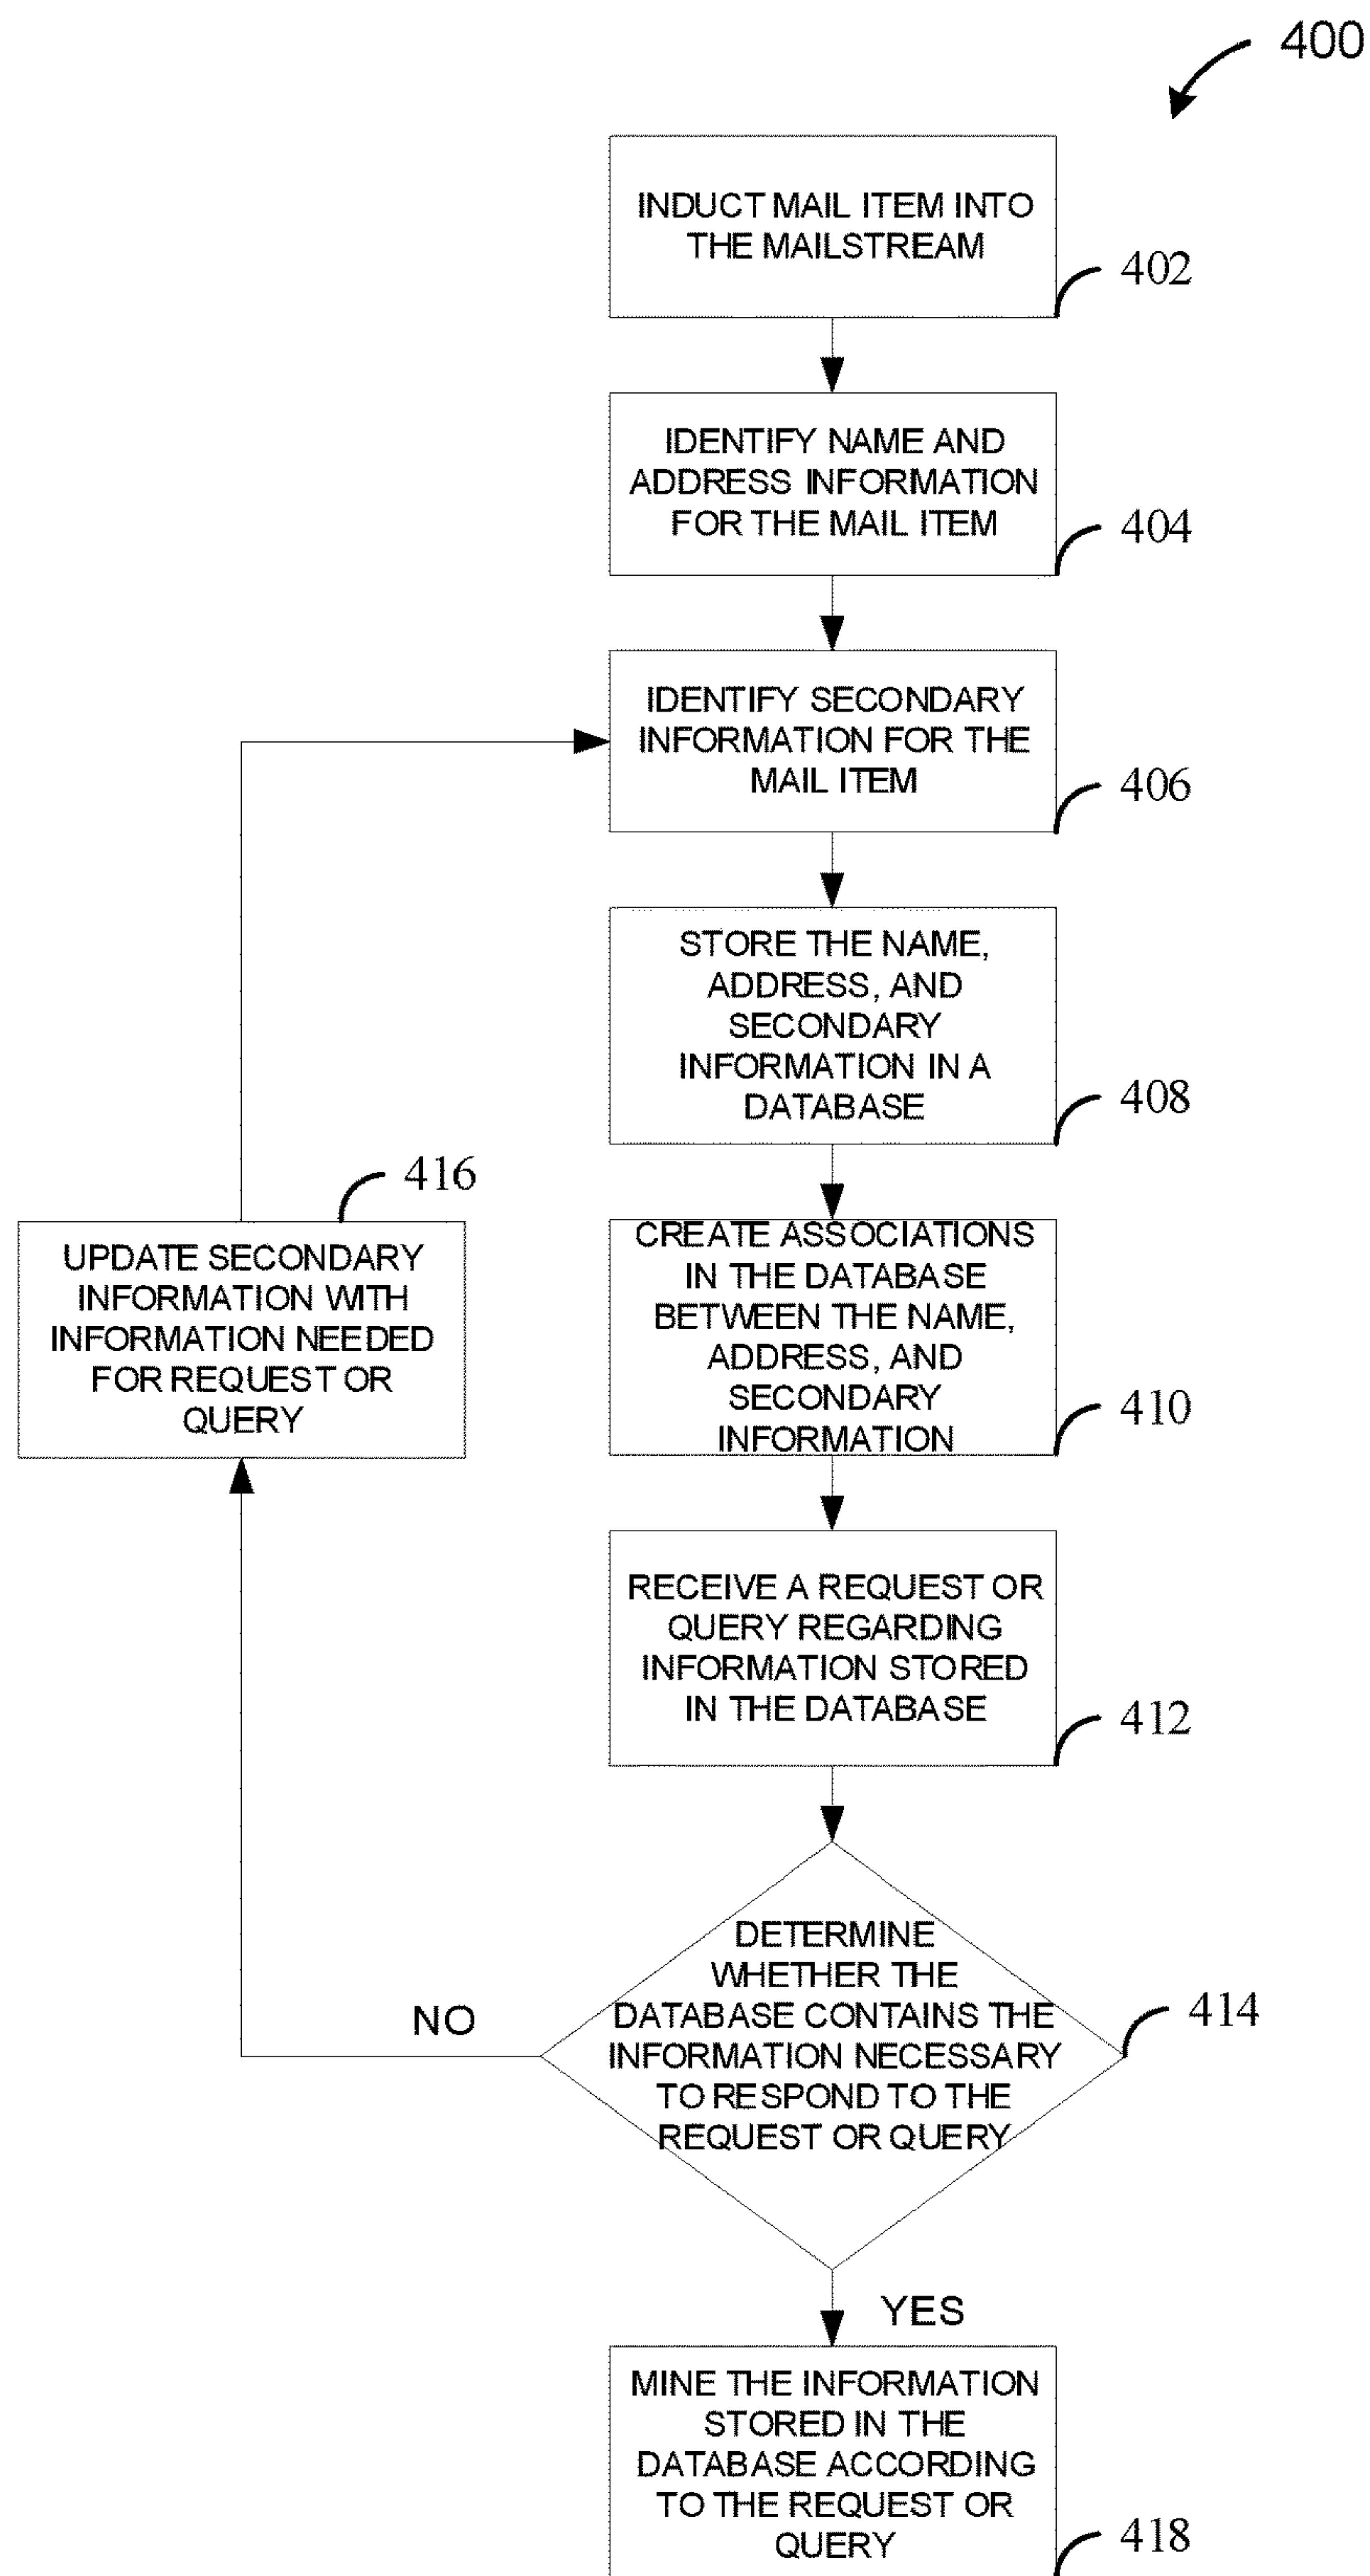 400
INDUCT MAIL ITEM INTO
THE MAILSTREAM
402
IDENTIFY NAME AND
ADDRESS INFORMATION
FOR THE MAIL ITEM
404
IDENTIFY SECONDARY
INFORMATION FOR THE
MAIL ITEM
406
STORE THE NAME,
ADDRESS, AND
SECONDARY
INFORMATION IN A
DATABASE
408
416
UPDATE SECONDARY
INFORMATION WITH
INFORMATION NEEDED
FOR REQUEST OR
QUERY
CREATE ASSOCIATIONS
IN THE DATABASE
BETWEEN THE NAME,
ADDRESS, AND
SECONDARY
INFORMATION
410
RECEIVE A REQUEST OR
QUERY REGARDING
INFORMATION STORED
IN THE DATABASE
412
DETERMINE
WHETHER THE
DATABASE CONTAINS THE
INFORMATION NECESSARY
TO RESPOND TO THE
REQUEST OR QUERY
414
NO
YES
MINE THE INFORMATION
STORED IN THE
DATABASE ACCORDING
TO THE REQUEST OR
QUERY
418